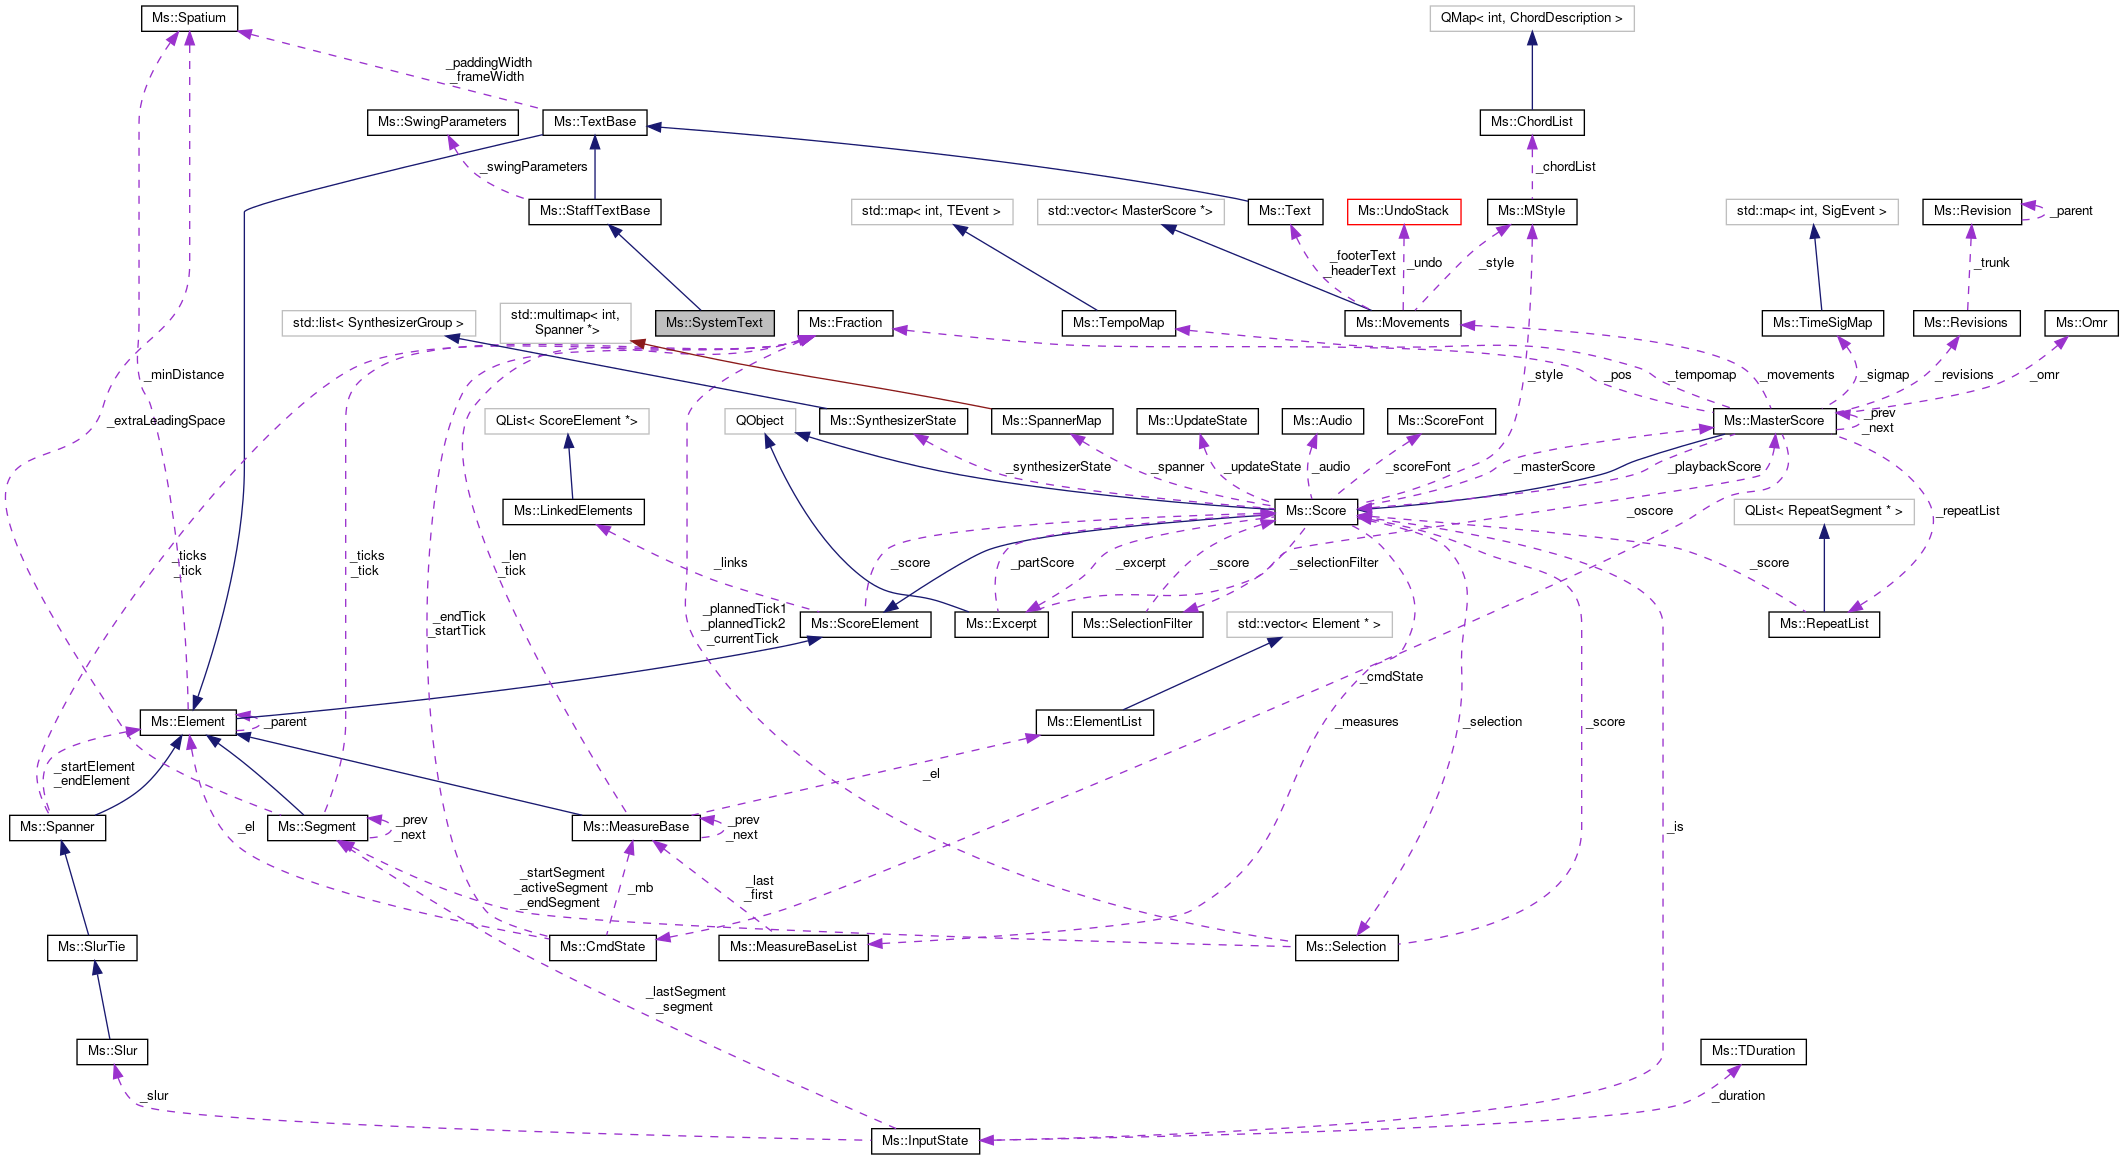 Ms::Spatium
QMap< int, ChordDescription >
_paddingWidth
_frameWidth
Ms::SwingParameters
Ms::TextBase
Ms::ChordList
_swingParameters
_chordList
Ms::StaffTextBase
std::map< int, TEvent >
std::vector< MasterScore *>
Ms::Text
Ms::UndoStack
Ms::MStyle
std::map< int, SigEvent >
Ms::Revision
_parent
_footerText
_headerText
_undo
_style
_trunk
std::list< SynthesizerGroup >
std::multimap< int,
Spanner *>
Ms::SystemText
Ms::Fraction
Ms::TempoMap
Ms::Movements
Ms::TimeSigMap
Ms::Revisions
Ms::Omr
_minDistance
_style
_pos
_tempomap
_movements
_sigmap
_revisions
_omr
_extraLeadingSpace
QList< ScoreElement *>
QObject
Ms::SynthesizerState
Ms::SpannerMap
Ms::UpdateState
Ms::Audio
Ms::ScoreFont
Ms::MasterScore
_prev
_next
_synthesizerState
_spanner
_updateState
_audio
_scoreFont
_masterScore
_playbackScore
Ms::LinkedElements
Ms::Score
_oscore
QList< RepeatSegment * >
_repeatList
_ticks
_tick
_ticks
_tick
_len
_tick
_links
_score
_partScore
_excerpt
_score
_selectionFilter
_score
_endTick
_startTick
_plannedTick1
_plannedTick2
_currentTick
Ms::ScoreElement
Ms::Excerpt
Ms::SelectionFilter
std::vector< Element * >
Ms::RepeatList
_cmdState
Ms::Element
_parent
Ms::ElementList
_measures
_selection
_score
_startElement
_endElement
_el
Ms::Spanner
_el
Ms::Segment
_prev
_next
Ms::MeasureBase
_prev
_next
_is
_startSegment
_activeSegment
_endSegment
_mb
_last
_first
Ms::SlurTie
Ms::CmdState
Ms::MeasureBaseList
Ms::Selection
_lastSegment
_segment
Ms::Slur
Ms::TDuration
_slur
_duration
Ms::InputState